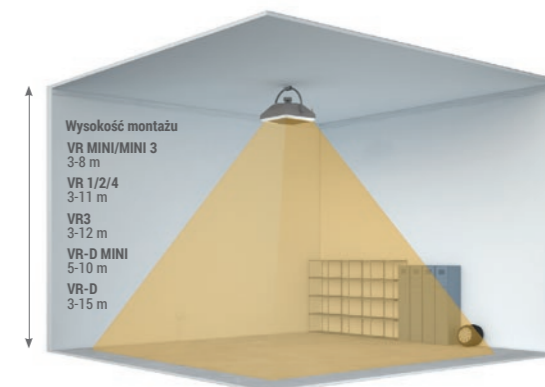 Wysokość montażu
VR MINI/MINI 3
3-8 m
VR 1/2/4
3-11 m
VR3
3-12 m
VR-D MINI
5-10 m
VR-D
3-15 m